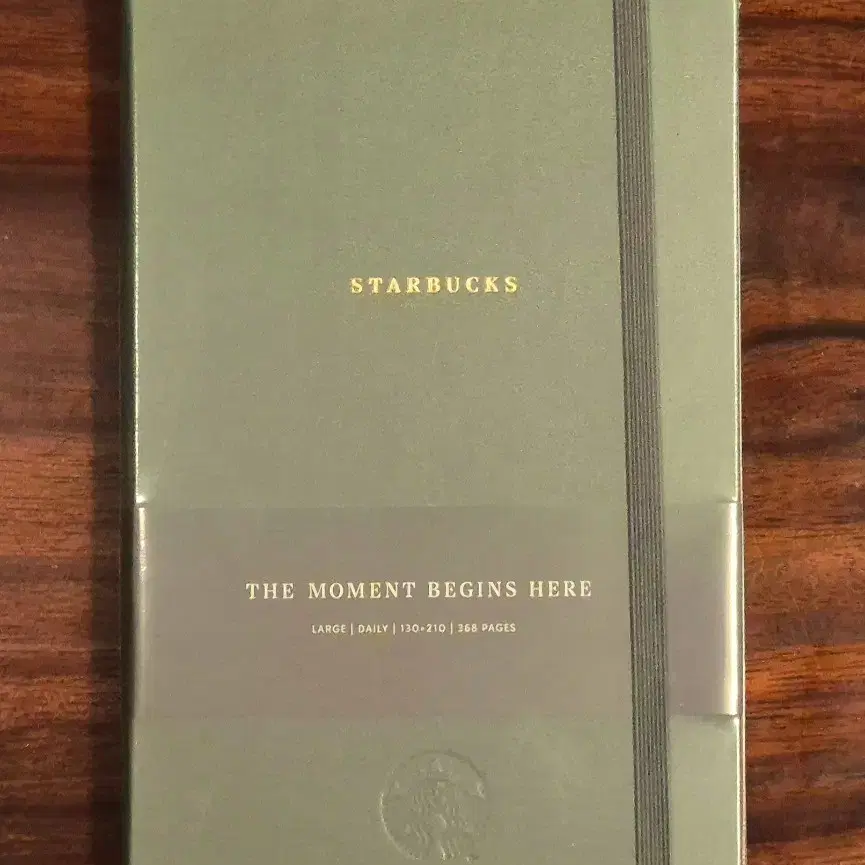 STARBUCKS
THE MOMENT BEGINS HERE
LARGE | DAILY | 130×210 | 368 PAGES